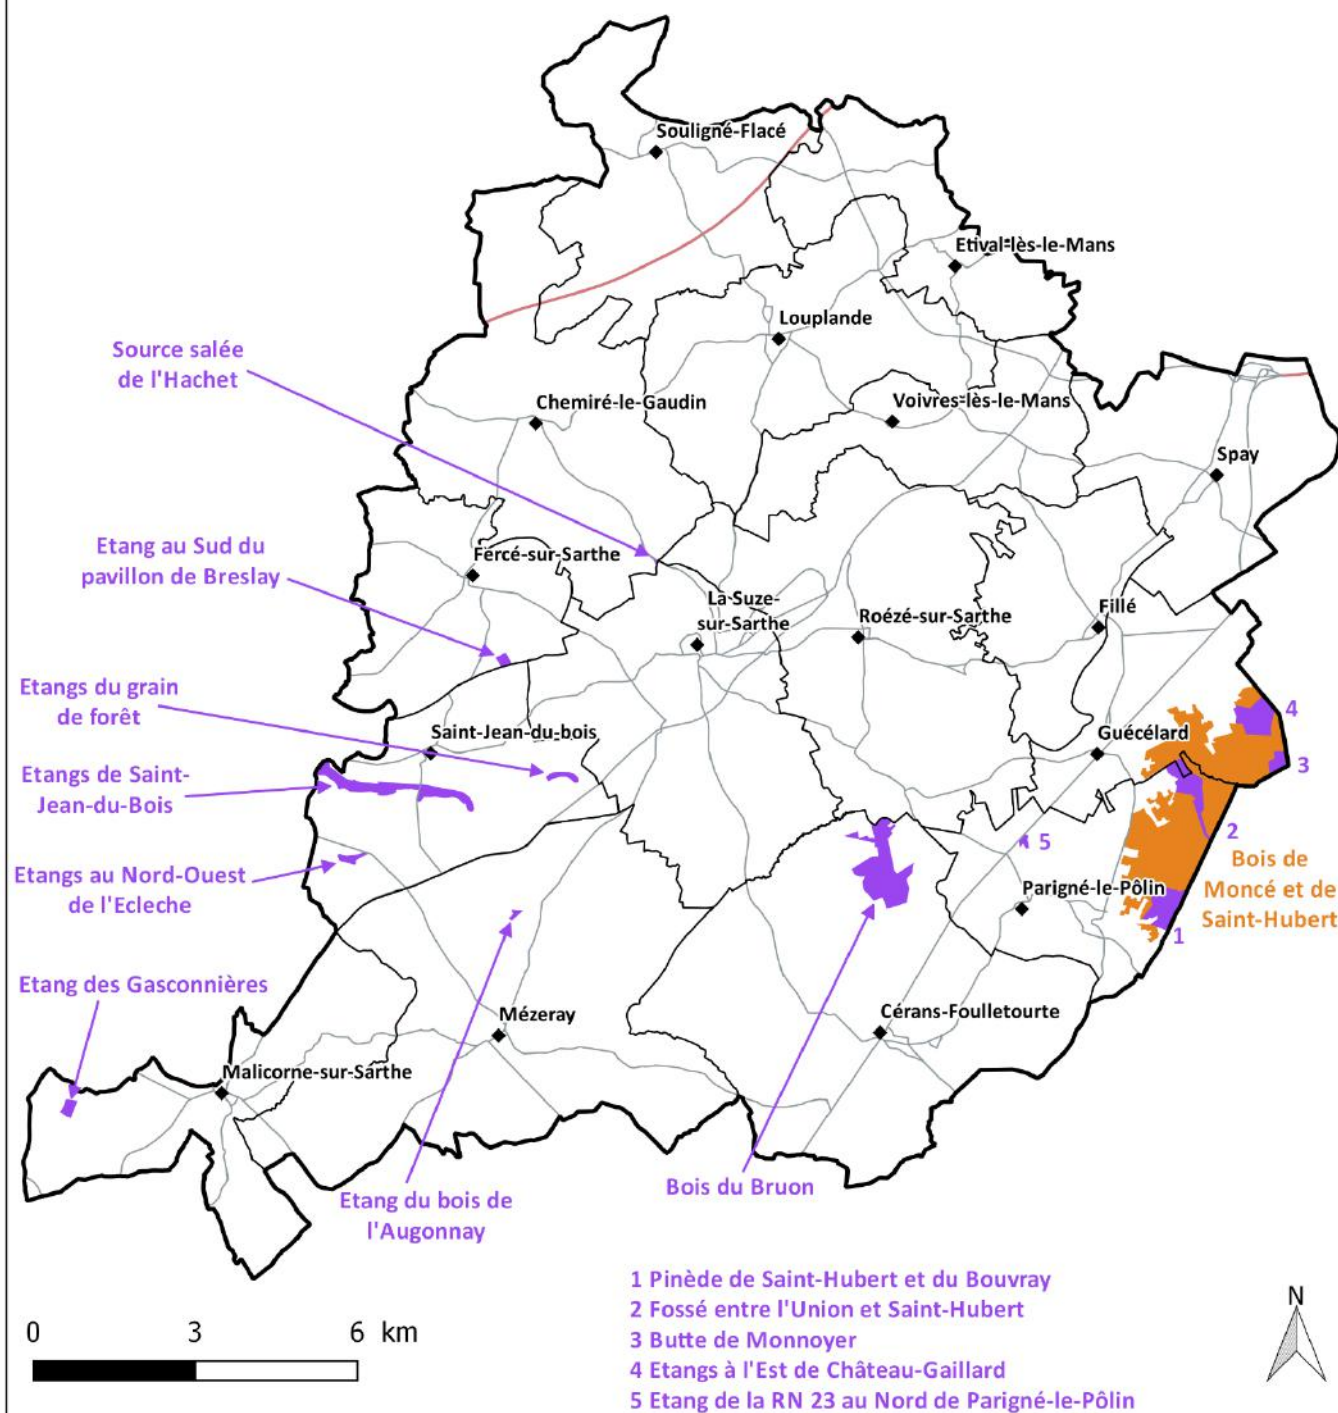 Souligné-Flacé
Etival-lès-le-Mans
Louplande
Source salée
de l'Hachet
Chemiré-le-Gaudin
Voivres-lès-le-Mans
Spay
Etang au Sud du
pavillon de Breslay
Fercé-sur-Sarthe
La Suze-
sur-Sarthe
Roézé-sur-Sarthe
Fillé
Etangs du grain
de forêt
Saint-Jean-du-bois
Guécélard
4
3
Etangs de Saint-
Jean-du-Bois
2
5
Bois de
Moncé et de
Saint-Hubert
Etangs au Nord-Ouest
de l'Ecleche
Parigné-le-Pôlin
1
Etang des Gasconnières
Mézeray
Cérans-Foulletourte
Malicorne-sur-Sarthe
Etang du bois de
l'Augonnay
Bois du Bruon
1 Pinède de Saint-Hubert et du Bouvray
2 Fossé entre l'Union et Saint-Hubert
3 Butte de Monnoyer
4 Etangs à l'Est de Château-Gaillard
5 Etang de la RN 23 au Nord de Parigné-le-Pôlin
0 3 6 km
N